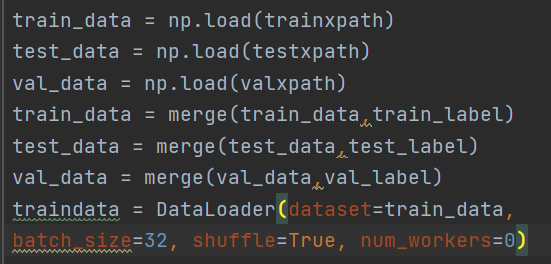 train_data = np.load(trainxpath)
test_data = np.load(testxpath)
val_data = np.load(valxpath)
train_data = merge(train_data,train_label)
test_data = merge(test_data,test_label)
val_data = merge(val_data,val_label)
traindata = DataLoader(dataset=train_data,
batch_size=32, shuffle=True, num_workers=0)